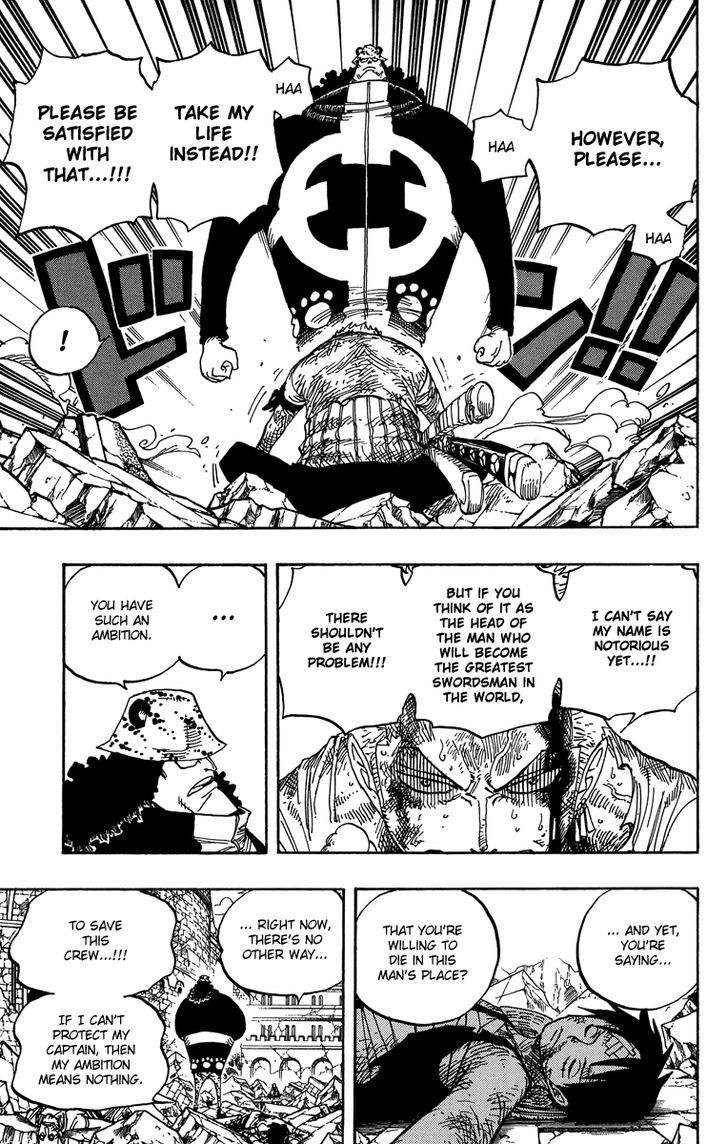 HOWEVER,
PLEASE...
HAA
HAA
TAKE MY
LIFE
INSTEAD!!
HAA
PLEASE BE
SATISFIED
WITH
THAT...!!!
!
ドンッ!!
I CAN'T SAY
MY NAME IS
NOTORIOUS
YET...!!
BUT IF YOU
THINK OF IT AS
THE HEAD OF
THE MAN WHO
WILL BECOME
THE GREATEST
SWORDSMAN IN
THE WORLD,
THERE
SHOULDN'T
BE ANY
PROBLEM!!!
...
YOU HAVE
SUCH AN
AMBITION.
... AND YET,
YOU'RE
SAYING...
THAT YOU'RE
WILLING TO
DIE IN THIS
MAN'S PLACE?
... RIGHT NOW,
THERE'S NO
OTHER WAY...
TO SAVE
THIS
CREW...!!!
IF I CAN'T
PROTECT MY
CAPTAIN, THEN
MY AMBITION
MEANS NOTHING.